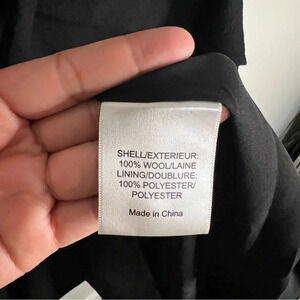 SHELL/EXTERIEUR:
100% WOOL/LAINE
LINING/DOUBLURE:
100% POLYESTER/
POLYESTER
Made in China